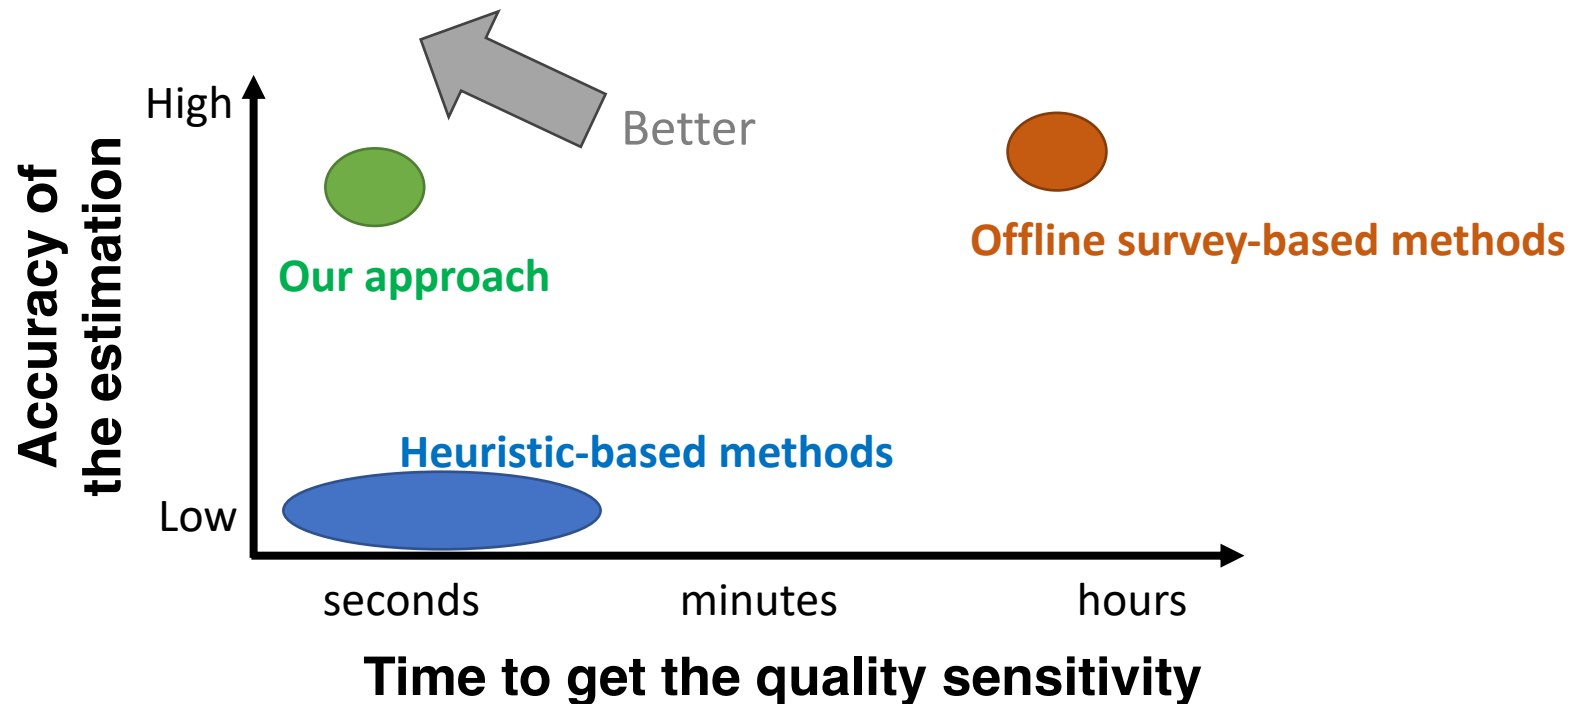 High
Better
Accuracy of
the estimation
Our approach
Offline survey-based methods
Heuristic-based methods
Low
seconds
minutes
hours
Time to get the quality sensitivity